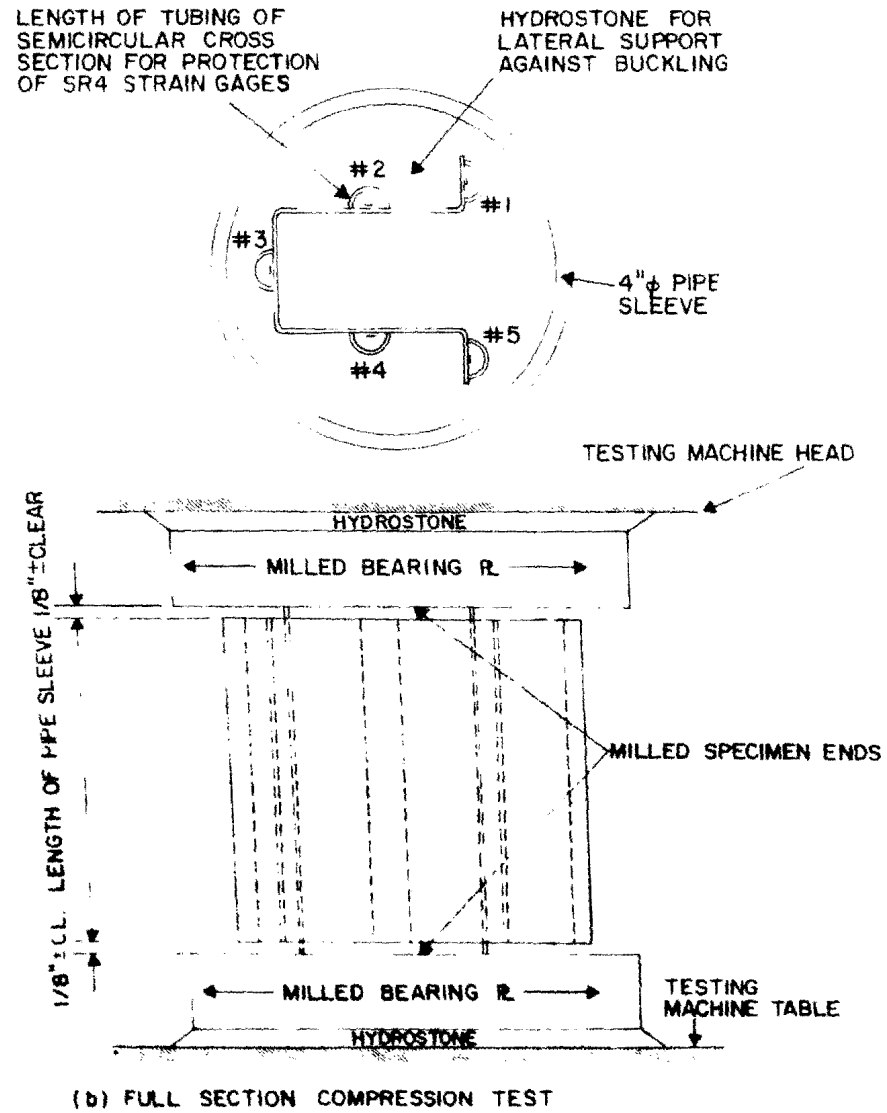 LENGTH OF TUBING OF
SEMICIRCULAR CROSS
SECTION FOR PROTECTION
OF SR4 STRAIN GAGES
HYDROSTONE FOR
LATERAL SUPPORT
AGAINST BUCKLING
#2
#1
#3
4"ϕ PIPE
SLEEVE
#5
#4
TESTING MACHINE HEAD
HYDROSTONE
MILLED BEARING ℞
1/8"±CL. LENGTH OF PIPE SLEEVE 1/8"±CLEAR
MILLED SPECIMEN ENDS
MILLED BEARING ℞
TESTING
MACHINE TABLE
HYDROSTONE
(b) FULL SECTION COMPRESSION TEST